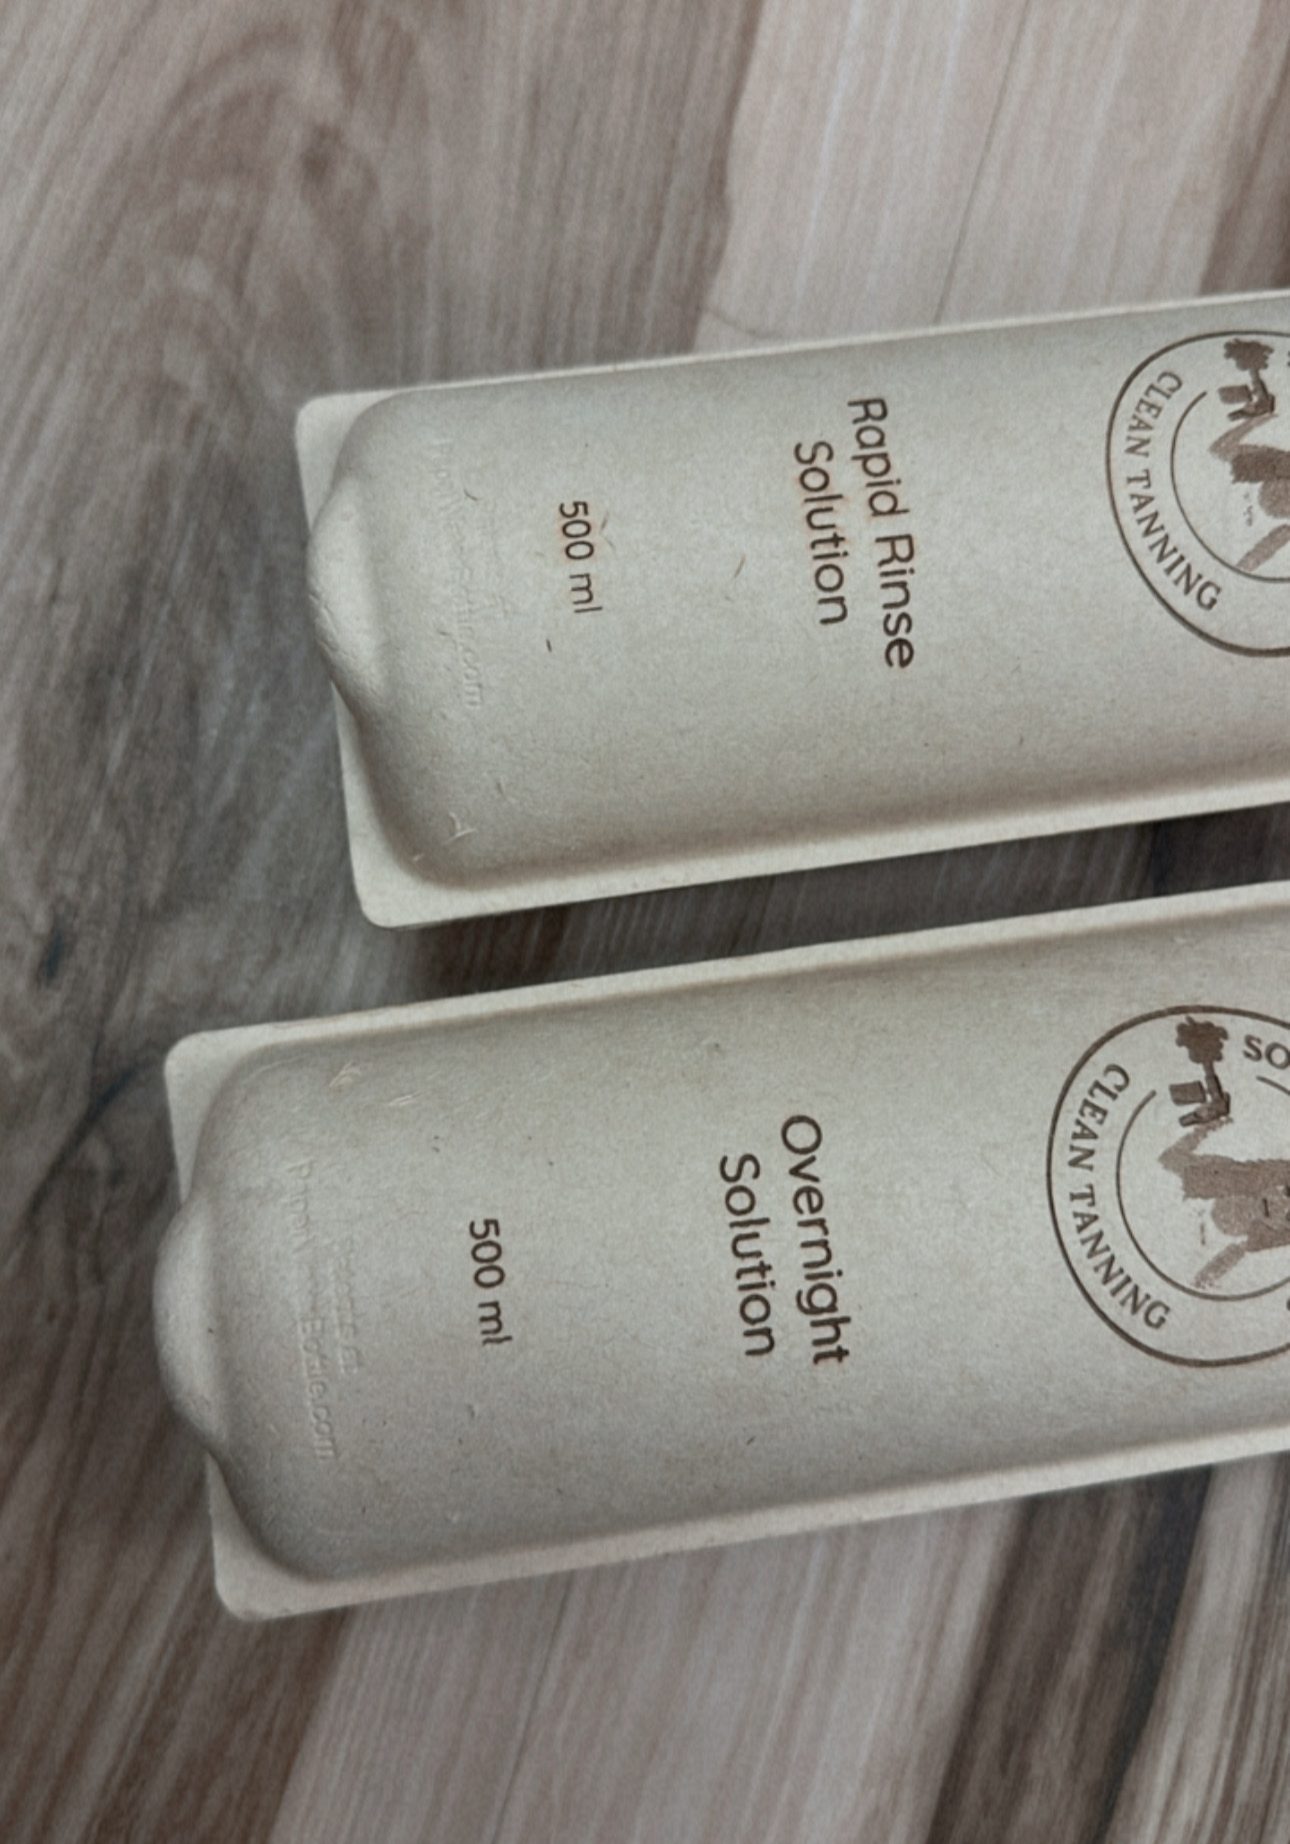 CLEAN TANNING
Rapid Rinse
Solution
500 ml
SO
CLEAN TANNING
Overnight
Solution
500 ml